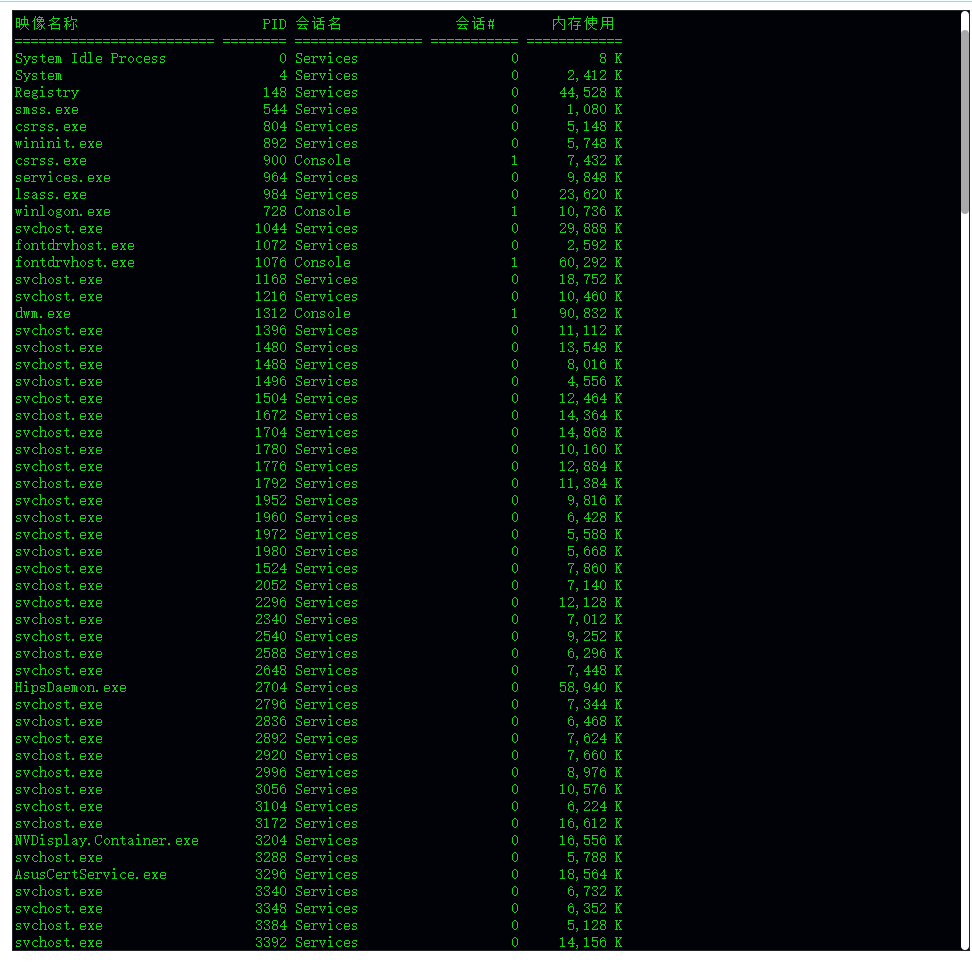 映像名称 PID 会话名 会话# 内存使用
========================= ======== ================ =========== ============
System Idle Process 0 Services 0 8 K
System 4 Services 0 2,412 K
Registry 148 Services 0 44,528 K
smss.exe 544 Services 0 1,080 K
csrss.exe 804 Services 0 5,148 K
wininit.exe 892 Services 0 5,748 K
csrss.exe 900 Console 1 7,432 K
services.exe 964 Services 0 9,848 K
lsass.exe 984 Services 0 23,620 K
winlogon.exe 728 Console 1 10,736 K
svchost.exe 1044 Services 0 29,888 K
fontdrvhost.exe 1072 Services 0 2,592 K
fontdrvhost.exe 1076 Console 1 60,292 K
svchost.exe 1168 Services 0 18,752 K
svchost.exe 1216 Services 0 10,460 K
dwm.exe 1312 Console 1 90,832 K
svchost.exe 1396 Services 0 11,112 K
svchost.exe 1480 Services 0 13,548 K
svchost.exe 1488 Services 0 8,016 K
svchost.exe 1496 Services 0 4,556 K
svchost.exe 1504 Services 0 12,464 K
svchost.exe 1672 Services 0 14,364 K
svchost.exe 1704 Services 0 14,868 K
svchost.exe 1780 Services 0 10,160 K
svchost.exe 1776 Services 0 12,884 K
svchost.exe 1792 Services 0 11,384 K
svchost.exe 1952 Services 0 9,816 K
svchost.exe 1960 Services 0 6,428 K
svchost.exe 1972 Services 0 5,588 K
svchost.exe 1980 Services 0 5,668 K
svchost.exe 1524 Services 0 7,860 K
svchost.exe 2052 Services 0 7,140 K
svchost.exe 2296 Services 0 12,128 K
svchost.exe 2340 Services 0 7,012 K
svchost.exe 2540 Services 0 9,252 K
svchost.exe 2588 Services 0 6,296 K
svchost.exe 2648 Services 0 7,448 K
HipsDaemon.exe 2704 Services 0 58,940 K
svchost.exe 2796 Services 0 7,344 K
svchost.exe 2836 Services 0 6,468 K
svchost.exe 2892 Services 0 7,624 K
svchost.exe 2920 Services 0 7,660 K
svchost.exe 2996 Services 0 8,976 K
svchost.exe 3056 Services 0 10,576 K
svchost.exe 3104 Services 0 6,224 K
svchost.exe 3172 Services 0 16,612 K
NVDisplay.Container.exe 3204 Services 0 16,556 K
svchost.exe 3288 Services 0 5,788 K
AsusCertService.exe 3296 Services 0 18,564 K
svchost.exe 3340 Services 0 6,732 K
svchost.exe 3348 Services 0 6,352 K
svchost.exe 3384 Services 0 5,128 K
svchost.exe 3392 Services 0 14,156 K